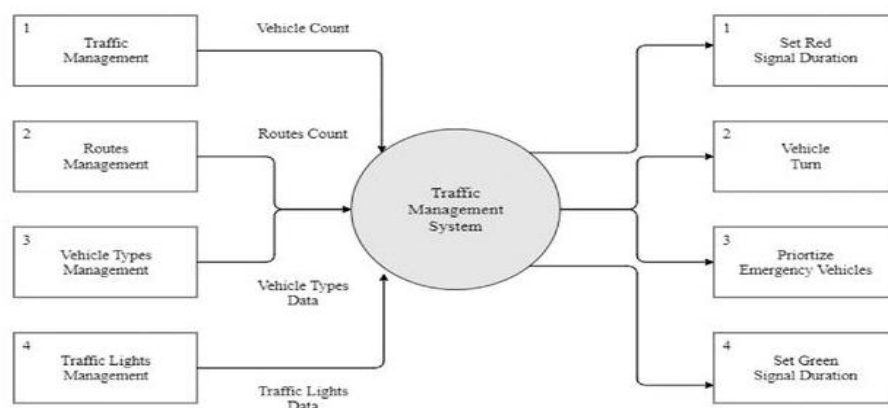 1
Traffic
Management
2
Routes
Management
3
Vehicle Types
Management
4
Traffic Lights
Management
Vehicle Count
Routes Count
Vehicle Types
Data
Traffic Lights
Data
Traffic
Management
System
1
Set Red
Signal Duration
2
Vehicle
Turn
3
Priortize
Emergency Vehicles
4
Set Green
Signal Duration